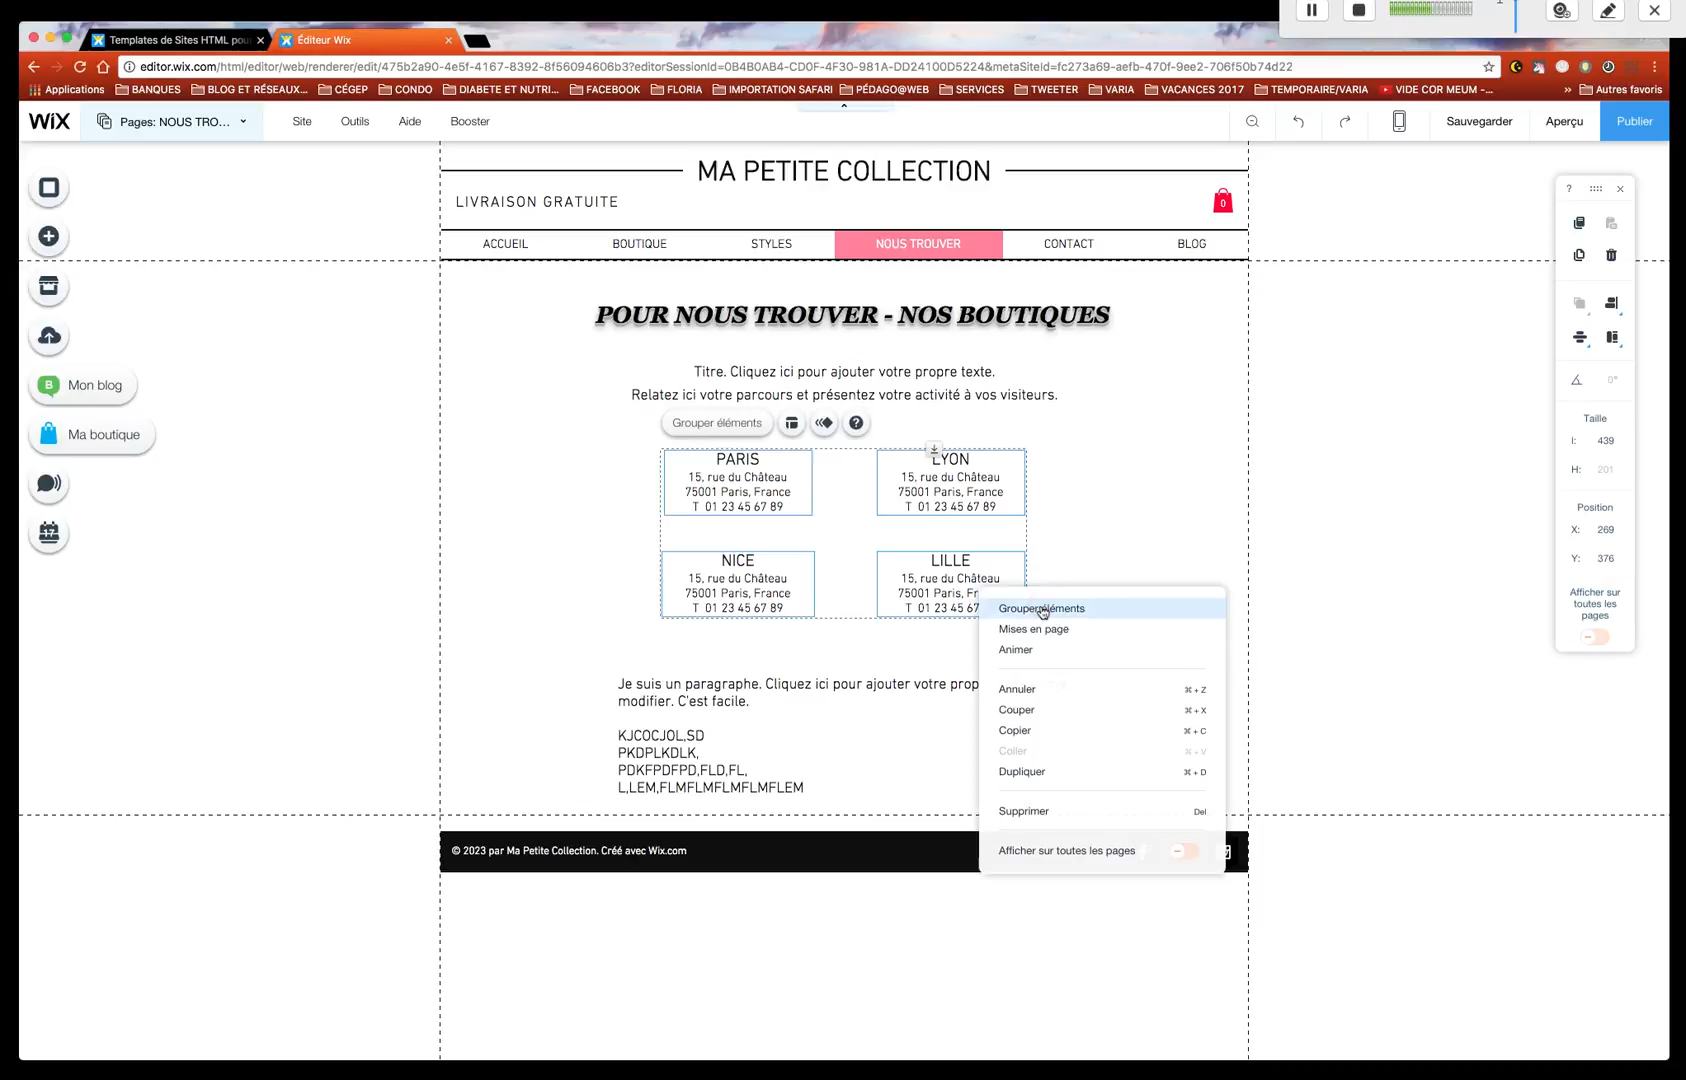 Templates de Sites HTML pou
Éditeur Wix
editor.wix.com/html/editor/web/renderer/edit/475b2a90-4e5f-4167-8392-8f56094606b3?editorSessionId=0B4B0AB4-CD0F-4F30-981A-DD24100D5224&metaSiteId=fc273a69-aefb-470f-9ee2-706f50b74d22
Applications BANQUES BLOG ET RÉSEAUX... CÉGEP CONDO DIABETE ET NUTRI... FACEBOOK FLORIA IMPORTATION SAFARI PÉDAGO@WEB SERVICES TWEETER VARIA VACANCES 2017 TEMPORAIRE/VARIA VIDE COR MEUM -... » Autres favoris
WiX Pages: NOUS TRO... Site Outils Aide Booster Sauvegarder Aperçu Publier
MA PETITE COLLECTION
LIVRAISON GRATUITE
0
ACCUEIL BOUTIQUE STYLES NOUS TROUVER CONTACT BLOG
POUR NOUS TROUVER - NOS BOUTIQUES
Titre. Cliquez ici pour ajouter votre propre texte.
Relatez ici votre parcours et présentez votre activité à vos visiteurs.
Mon blog
Ma boutique
17
Grouper éléments
?
PARIS
15, rue du Château
75001 Paris, France
T 01 23 45 67 89
LYON
15, rue du Château
75001 Paris, France
T 01 23 45 67 89
NICE
15, rue du Château
75001 Paris, France
T 01 23 45 67 89
LILLE
15, rue du Château
75001 Paris, France
T 01 23 45 67
Grouper éléments
Mises en page
Animer
Annuler ⌘ + Z
Couper ⌘ + X
Copier ⌘ + C
Coller ⌘ + V
Dupliquer ⌘ + D
Supprimer Del
Afficher sur toutes les pages
Je suis un paragraphe. Cliquez ici pour ajouter votre prop
modifier. C'est facile.
KJCOCJOL,SD
PKDPLKDLK,
PDKFPDFPD,FLD,FL,
L,LEM,FLMFLMFLMFLMFLEM
© 2023 par Ma Petite Collection. Créé avec Wix.com
?
0°
Taille
l: 439
H: 201
Position
X: 269
Y: 376
Afficher sur
toutes les
pages